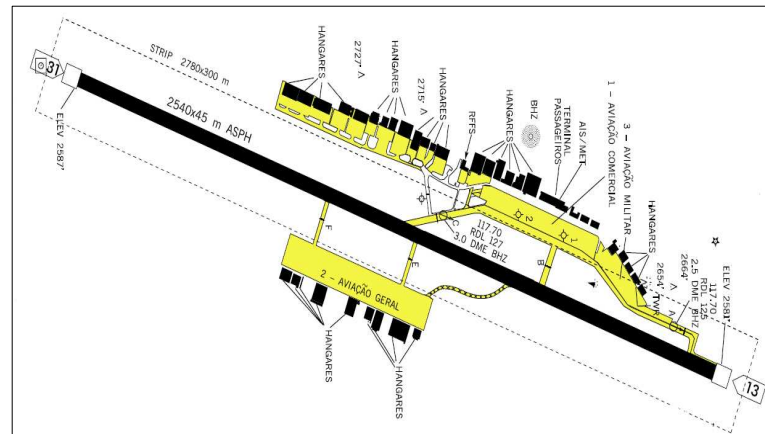 31
STRIP 2780x300 m
2540x45 m ASPH
ELEV 2587'
HANGARES
2727'
HANGARES
2715'
HANGARES
RFFS
HANGARES
BHZ
TERMINAL
PASSAGEIROS
AIS/MET
1 - AVIAÇÃO COMERCIAL
3 - AVIAÇÃO MILITAR
HANGARES
2654'
TWR
2664'
2.5 DME BHZ
RDL 125
117.70
ELEV 2581'
13
A
B
1
2
C
117.70
RDL 127
3.0 DME BHZ
F
E
2 - AVIAÇÃO GERAL
HANGARES
HANGARES